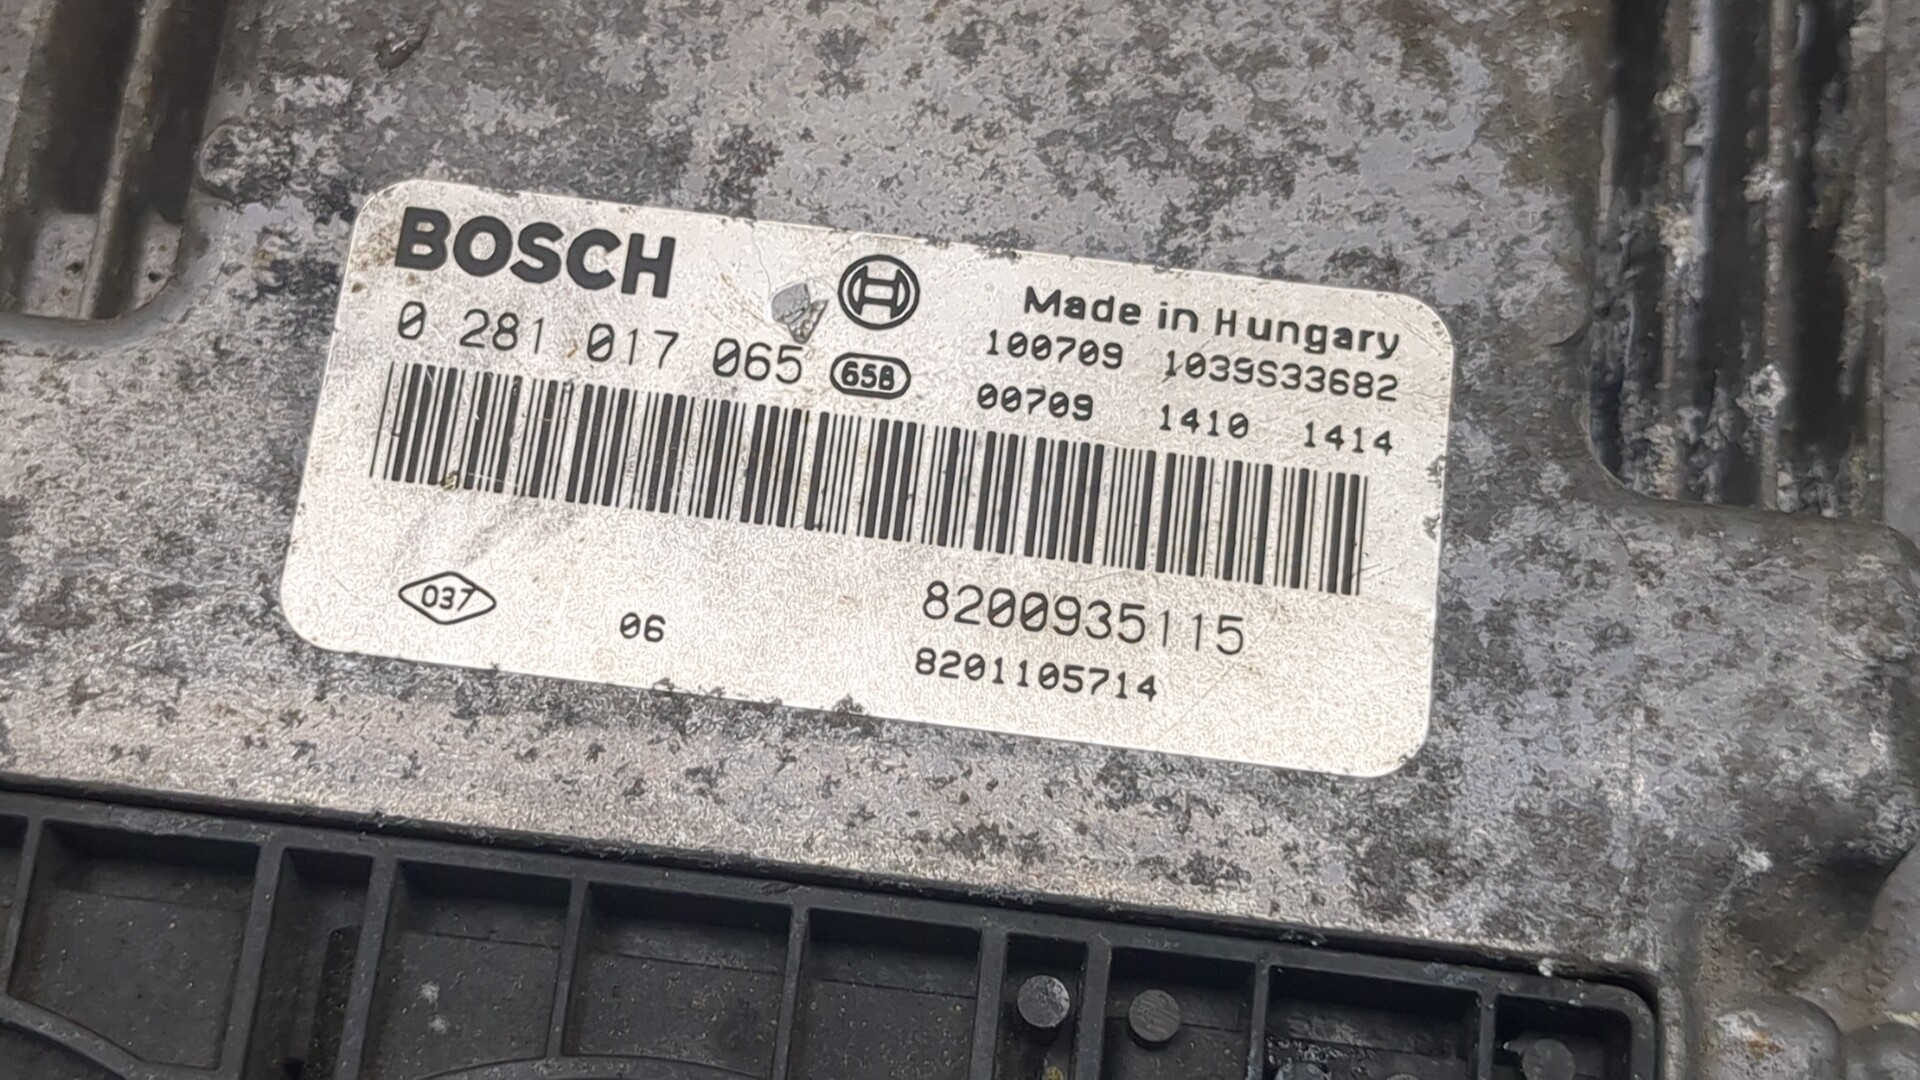 BOSCH
Made in Hungary
0 281 017 065
658
100709 1039S33682
00709 1410 1414
037
06
8200935115
8201105714